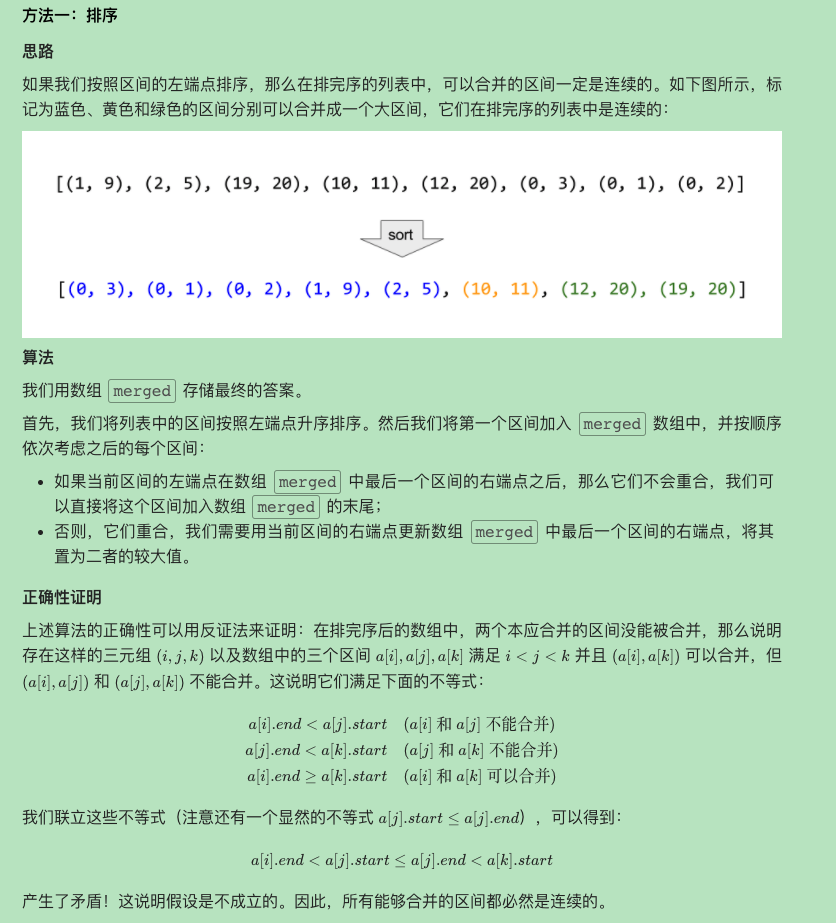 方法一：排序
思路
如果我们按照区间的左端点排序，那么在排完序的列表中，可以合并的区间一定是连续的。如下图所示，标
记为蓝色、黄色和绿色的区间分别可以合并成一个大区间，它们在排完序的列表中是连续的：
[(1, 9), (2, 5), (19, 20), (10, 11), (12, 20), (0, 3), (0, 1), (0, 2)]
sort
[(0, 3), (0, 1), (0, 2), (1, 9), (2, 5), (10, 11), (12, 20), (19, 20)]
算法
我们用数组 merged 存储最终的答案。
首先，我们将列表中的区间按照左端点升序排序。然后我们将第一个区间加入 merged 数组中，并按顺序
依次考虑之后的每个区间：
• 如果当前区间的左端点在数组 merged 中最后一个区间的右端点之后，那么它们不会重合，我们可
以直接将这个区间加入数组 merged 的末尾；
• 否则，它们重合，我们需要用当前区间的右端点更新数组 merged 中最后一个区间的右端点，将其
置为二者的较大值。
正确性证明
上述算法的正确性可以用反证法来证明：在排完序后的数组中，两个本应合并的区间没能被合并，那么说明
存在这样的三元组 (i, j, k) 以及数组中的三个区间 a[i], a[j], a[k] 满足 i < j < k 并且 (a[i], a[k]) 可以合并，但
(a[i], a[j]) 和 (a[j], a[k]) 不能合并。这说明它们满足下面的不等式：
a[i].end < a[j].start (a[i] 和 a[j] 不能合并)
a[j].end < a[k].start (a[j] 和 a[k] 不能合并)
a[i].end ≥ a[k].start (a[i] 和 a[k] 可以合并)
我们联立这些不等式（注意还有一个显然的不等式 a[j].start ≤ a[j].end），可以得到：
a[i].end < a[j].start ≤ a[j].end < a[k].start
产生了矛盾！这说明假设是不成立的。因此，所有能够合并的区间都必然是连续的。